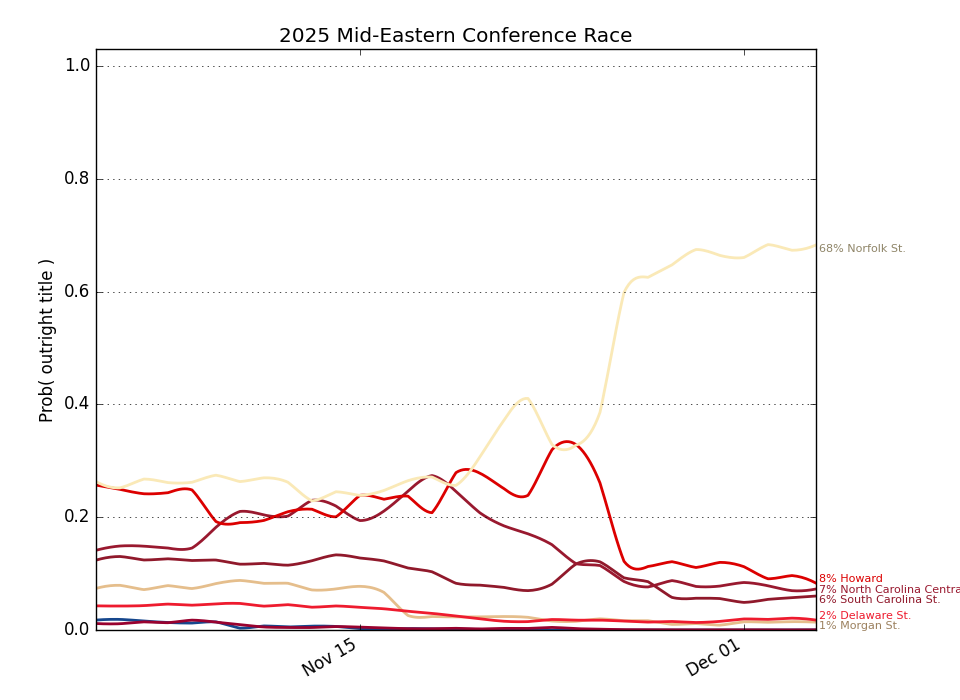 2025 Mid-Eastern Conference Race
1.0
0.8
0.6
0.4
0.2
0.0
Prob( outright title )
Nov 15
Dec 01
68% Norfolk St.
8% Howard
7% North Carolina Centra
6% South Carolina St.
2% Delaware St.
1% Morgan St.